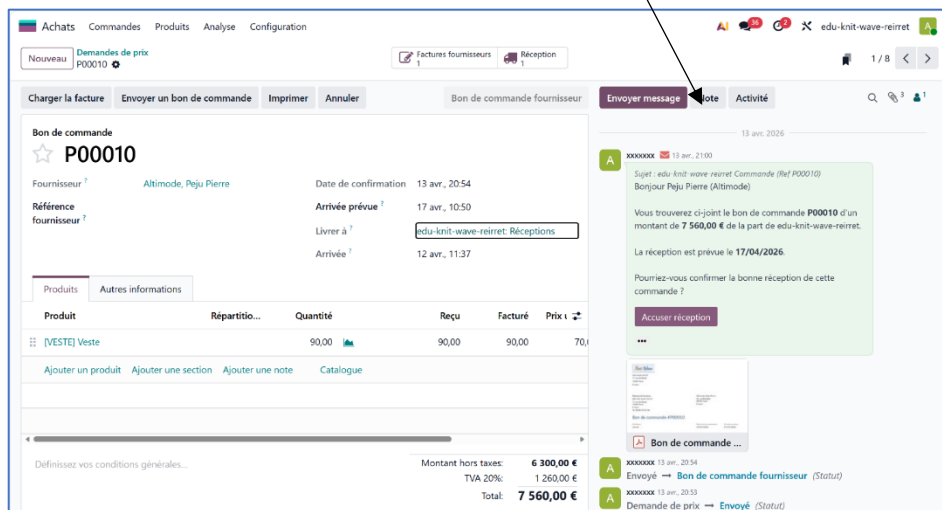 Achats Commandes Produits Analyse Configuration
36 2 edu-knit-wave-reirret A
Nouveau Demandes de prix
P00010
Factures fournisseurs 1 Réception 1
1 / 8
Charger la facture Envoyer un bon de commande Imprimer Annuler Bon de commande fournisseur
Envoyer message Note Activité 3 1
Bon de commande
P00010
Fournisseur ? Altimode, Peju Pierre
Référence fournisseur ?
Date de confirmation 13 avr., 20:54
Arrivée prévue ? 17 avr., 10:50
Livrer à ? edu-knit-wave-reirret: Réceptions
Arrivée ? 12 avr., 11:37
Produits Autres informations
Produit Répartitio... Quantité Reçu Facturé Prix
[VESTE] Veste 90,00 90,00 90,00 70,
Ajouter un produit Ajouter une section Ajouter une note Catalogue
Définissez vos conditions générales...
Montant hors taxes: 6 300,00 €
TVA 20%: 1 260,00 €
Total: 7 560,00 €
13 avr. 2026
A xxxxxxx 13 avr., 21:00
Sujet : edu-knit-wave-reirret Commande (Ref P00010)
Bonjour Peju Pierre (Altimode)
Vous trouverez ci-joint le bon de commande P00010 d'un
montant de 7 560,00 € de la part de edu-knit-wave-reirret.
La réception est prévue le 17/04/2026.
Pourriez-vous confirmer la bonne réception de cette
commande ?
Accuser réception
Bon de commande ...
A xxxxxxx 13 avr., 20:54
Envoyé → Bon de commande fournisseur (Statut)
A xxxxxxx 13 avr., 20:53
Demande de prix → Envoyé (Statut)